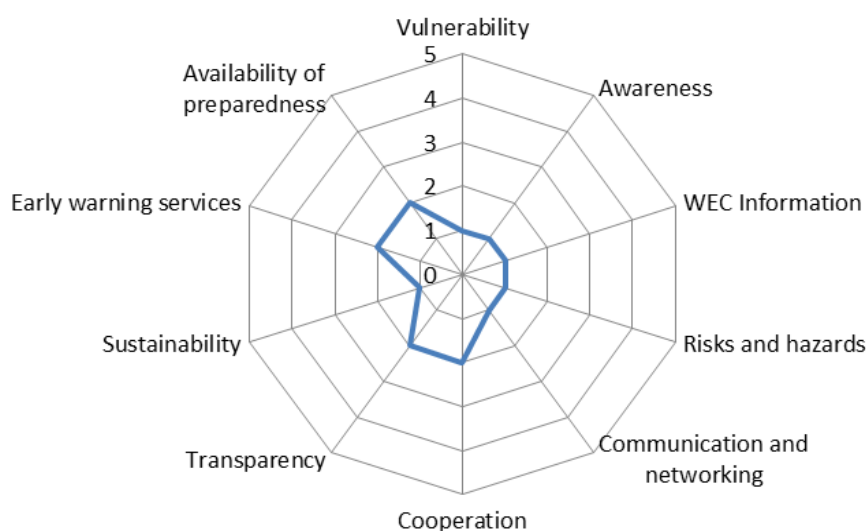 Vulnerability
5
Availability of
preparedness
4
Awareness
3
2
Early warning services
WEC Information
1
0
Sustainability
Risks and hazards
Transparency
Communication and
networking
Cooperation